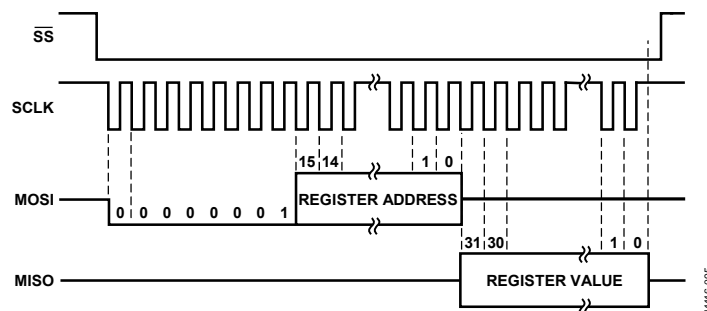 SS
SCLK
15 14 1 0
MOSI
0 0 0 0 0 0 0 1
REGISTER ADDRESS
31 30 1 0
MISO
REGISTER VALUE